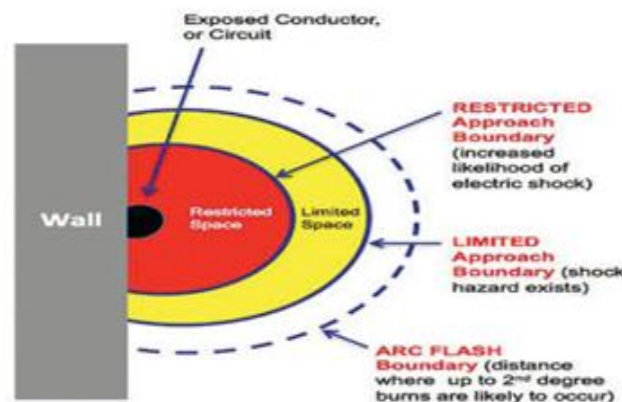 Exposed Conductor,
or Circuit
RESTRICTED
Approach
Boundary
(increased
likelihood of
electric shock)
Wall
Restricted
Space
Limited
Space
LIMITED
Approach
Boundary (shock
hazard exists)
ARC FLASH
Boundary (distance
where up to 2nd degree
burns are likely to occur)